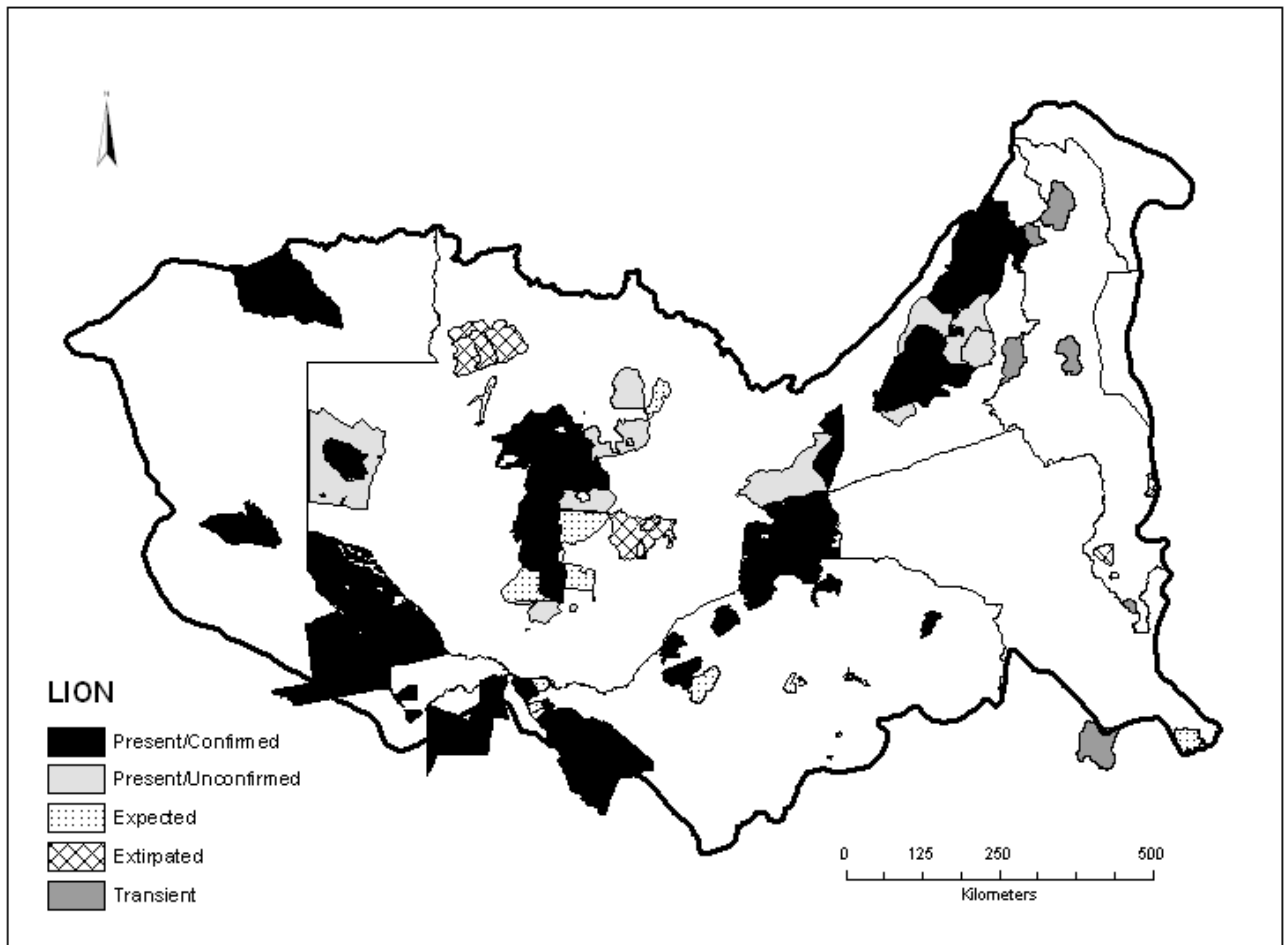 LION
Present/Confirmed
Present/Unconfirmed
Expected
Extirpated
Transient
0 125 250 500
Kilometers